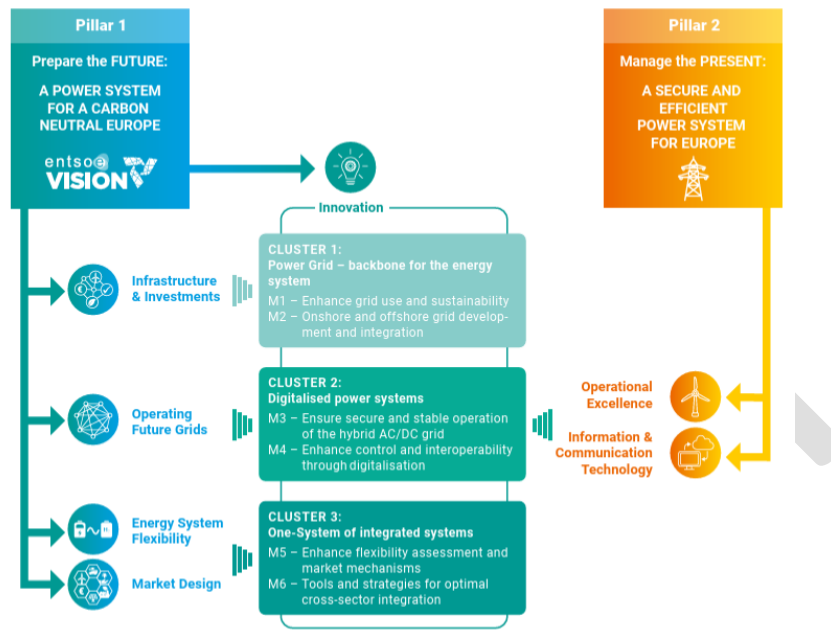 Pillar 1
Prepare the FUTURE:
A POWER SYSTEM
FOR A CARBON
NEUTRAL EUROPE
entsoe
VISION
Innovation
Pillar 2
Manage the PRESENT:
A SECURE AND
EFFICIENT
POWER SYSTEM
FOR EUROPE
Infrastructure
& Investments
CLUSTER 1:
Power Grid – backbone for the energy
system
M1 – Enhance grid use and sustainability
M2 – Onshore and offshore grid develop-
ment and integration
Operating
Future Grids
CLUSTER 2:
Digitalised power systems
M3 – Ensure secure and stable operation
of the hybrid AC/DC grid
M4 – Enhance control and interoperability
through digitalisation
Operational
Excellence
Information &
Communication
Technology
Energy System
Flexibility
Market Design
CLUSTER 3:
One-System of integrated systems
M5 – Enhance flexibility assessment and
market mechanisms
M6 – Tools and strategies for optimal
cross-sector integration